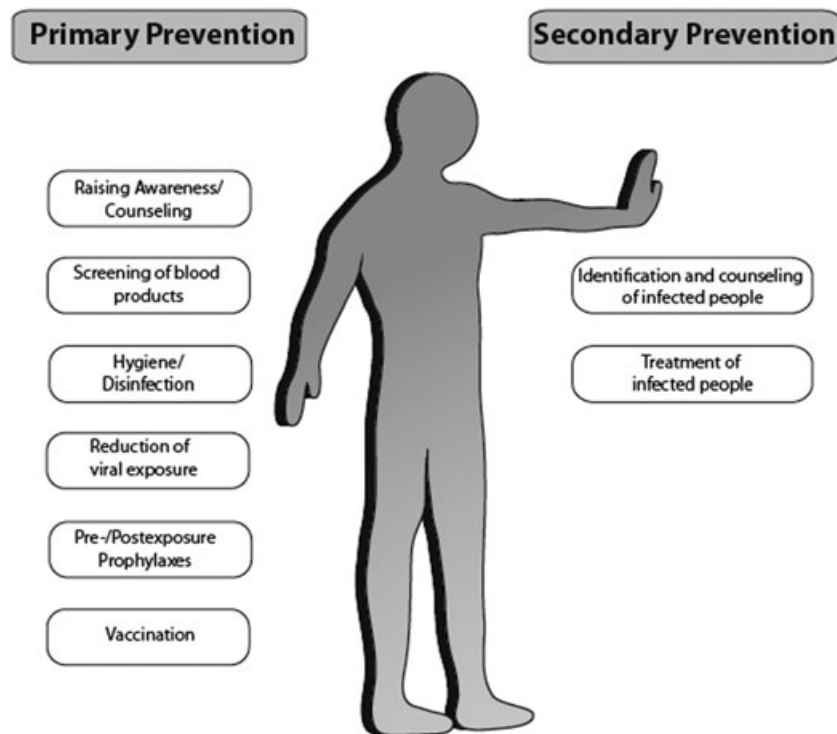 Primary Prevention
Secondary Prevention
Raising Awareness/
Counseling
Screening of blood
products
Hygiene/
Disinfection
Reduction of
viral exposure
Pre-/Postexposure
Prophylaxes
Vaccination
Identification and counseling
of infected people
Treatment of
infected people